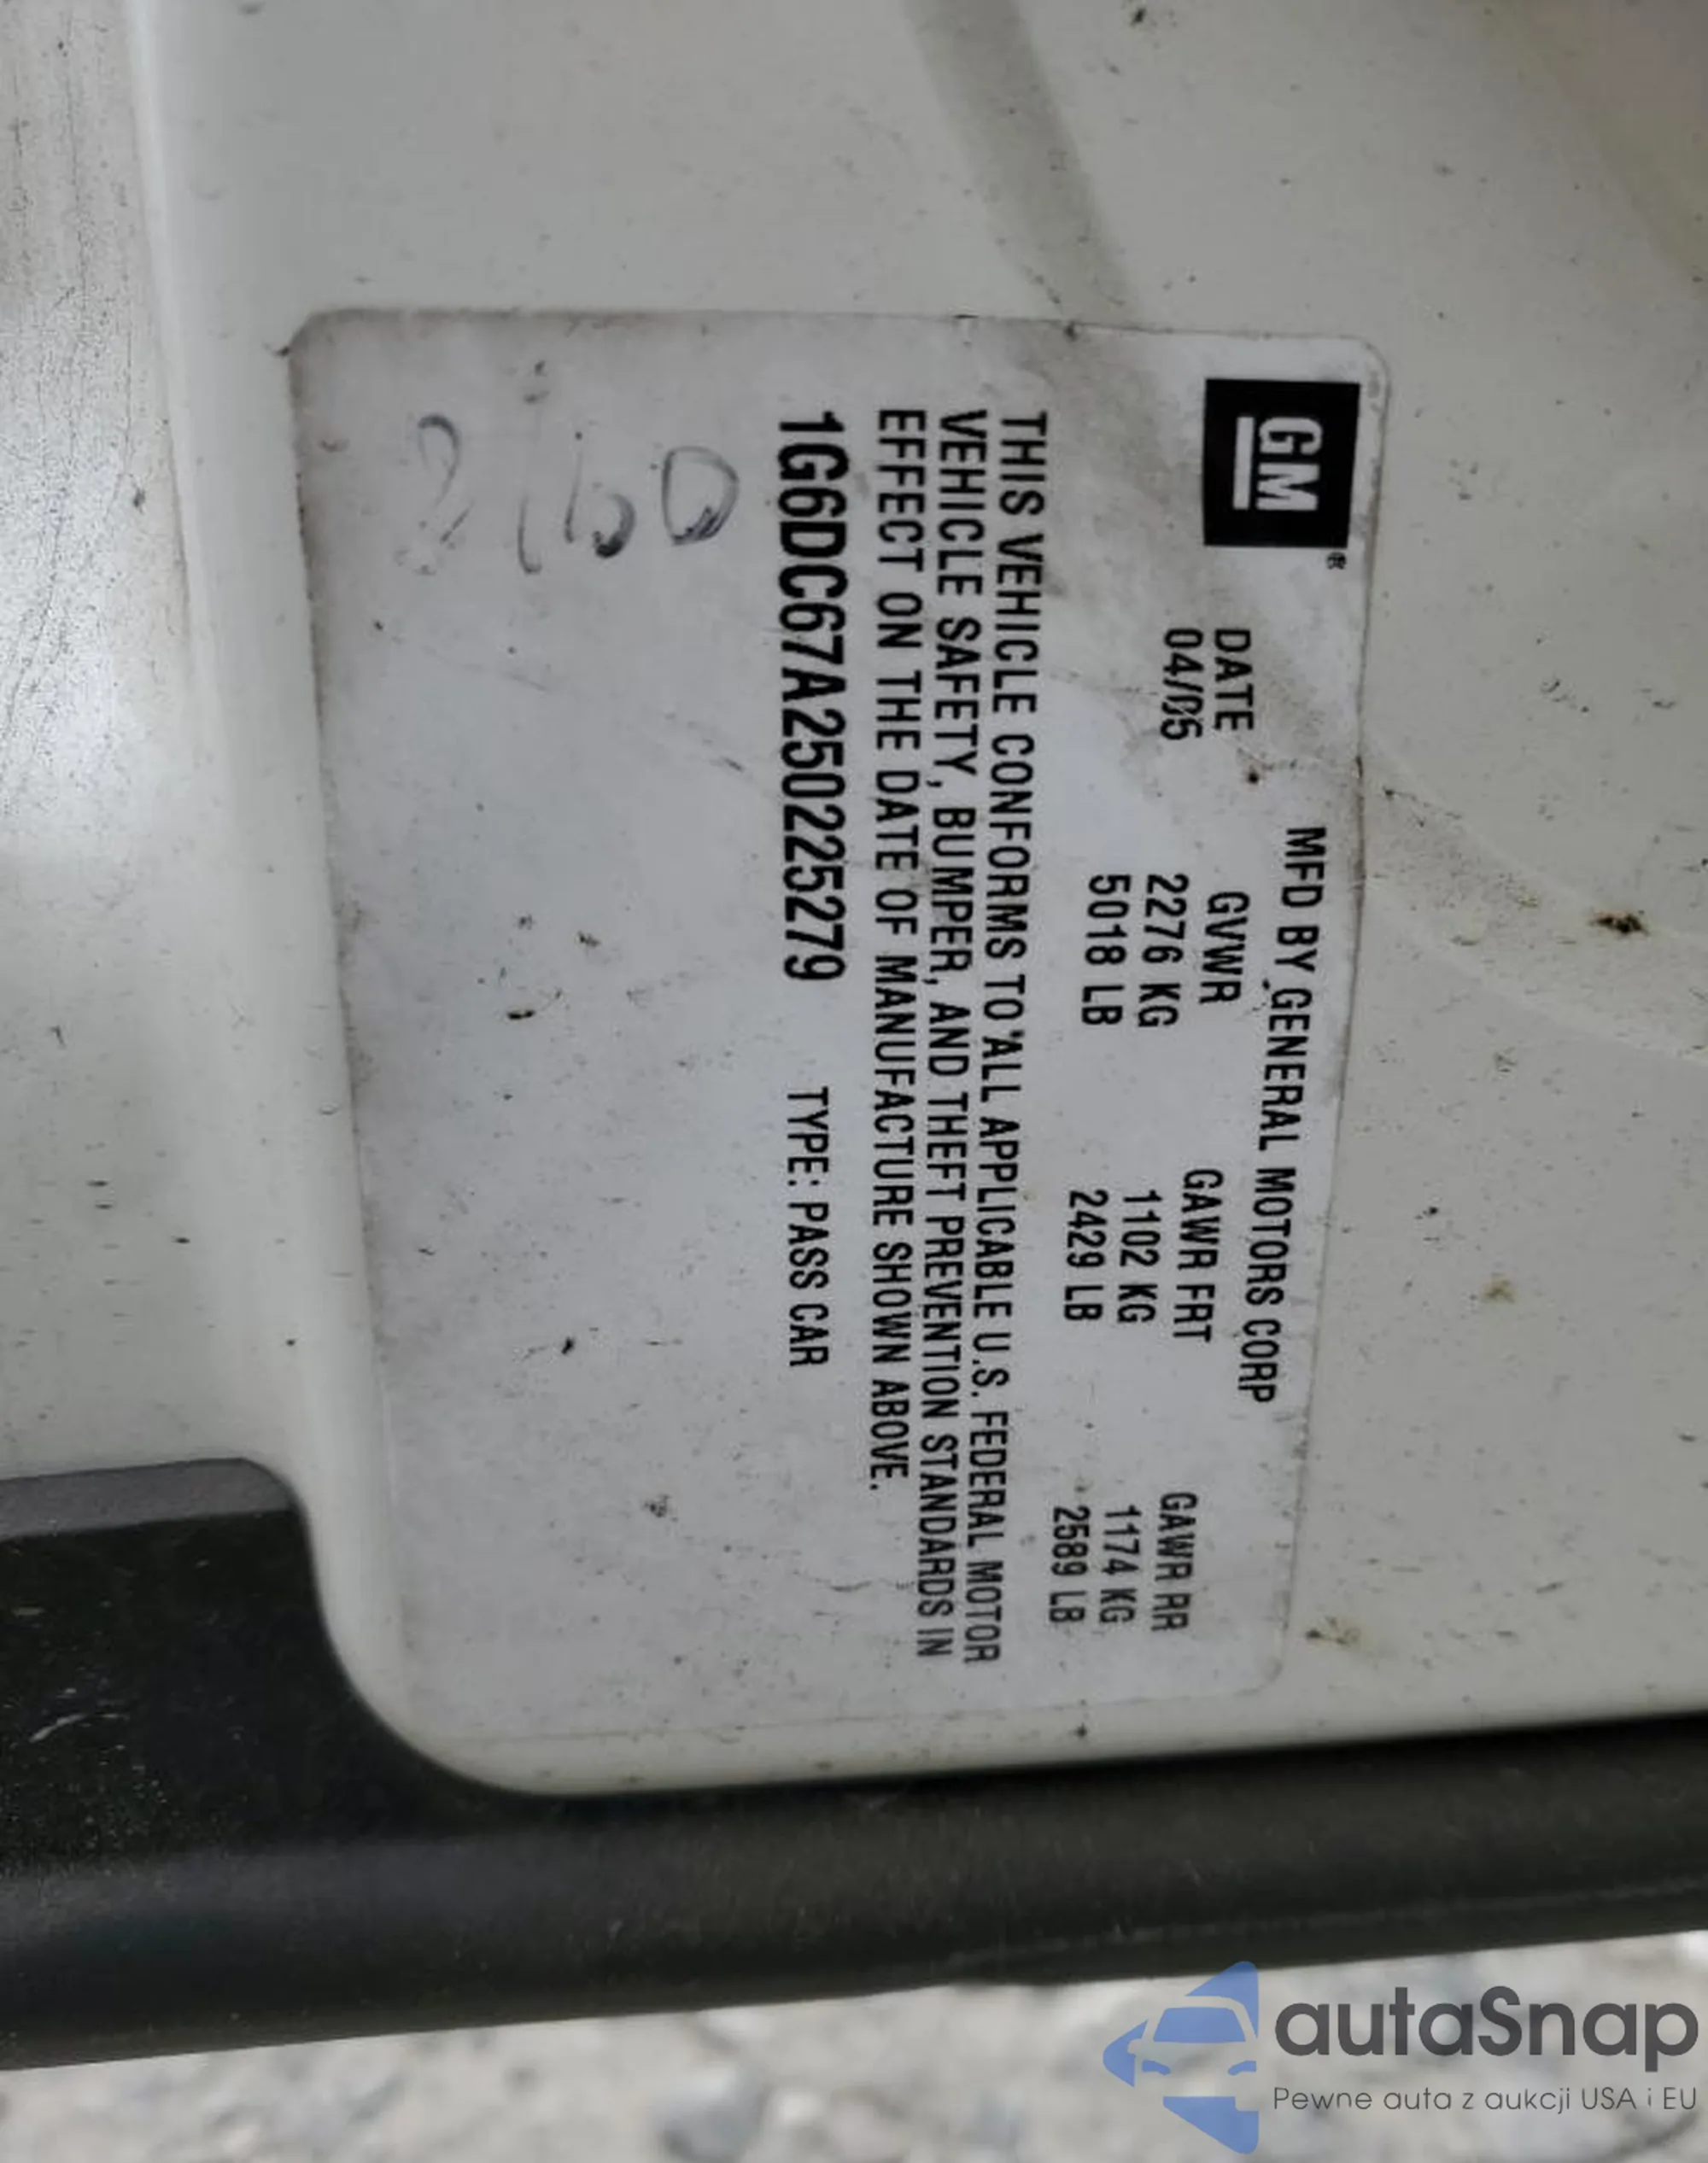 GM®
MFD BY GENERAL MOTORS CORP
DATE GVWR GAWR FRT GAWR RR
04/05 2276 KG 1102 KG 1174 KG
5018 LB 2429 LB 2589 LB
THIS VEHICLE CONFORMS TO ALL APPLICABLE U.S. FEDERAL MOTOR
VEHICLE SAFETY, BUMPER, AND THEFT PREVENTION STANDARDS IN
EFFECT ON THE DATE OF MANUFACTURE SHOWN ABOVE.
1G6DC67A250225279 TYPE: PASS CAR
autaSnap
Pewne auta z aukcji USA i EU